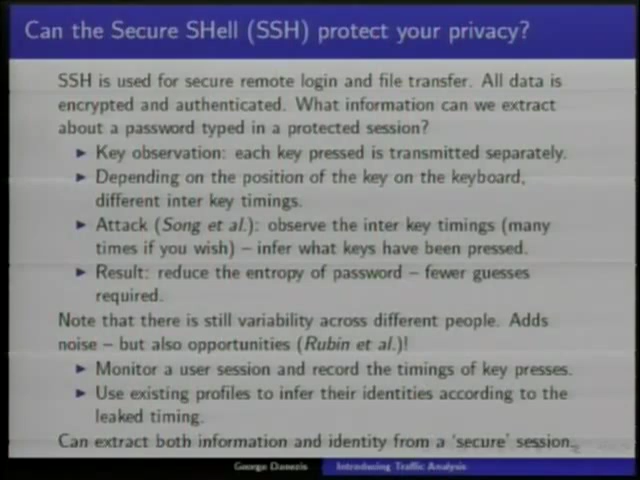 Can the Secure SHell (SSH) protect your privacy?
SSH is used for secure remote login and file transfer. All data is
encrypted and authenticated. What information can we extract
about a password typed in a protected session?
► Key observation: each key pressed is transmitted separately.
► Depending on the position of the key on the keyboard,
different inter key timings.
► Attack (Song et al.): observe the inter key timings (many
times if you wish) – infer what keys have been pressed.
► Result: reduce the entropy of password – fewer guesses
required.
Note that there is still variability across different people. Adds
noise – but also opportunities (Rubin et al.)!
► Monitor a user session and record the timings of key presses.
► Use existing profiles to infer their identities according to the
leaked timing.
Can extract both information and identity from a ‘secure’ session.
George Danezis
Introducing Traffic Analysis